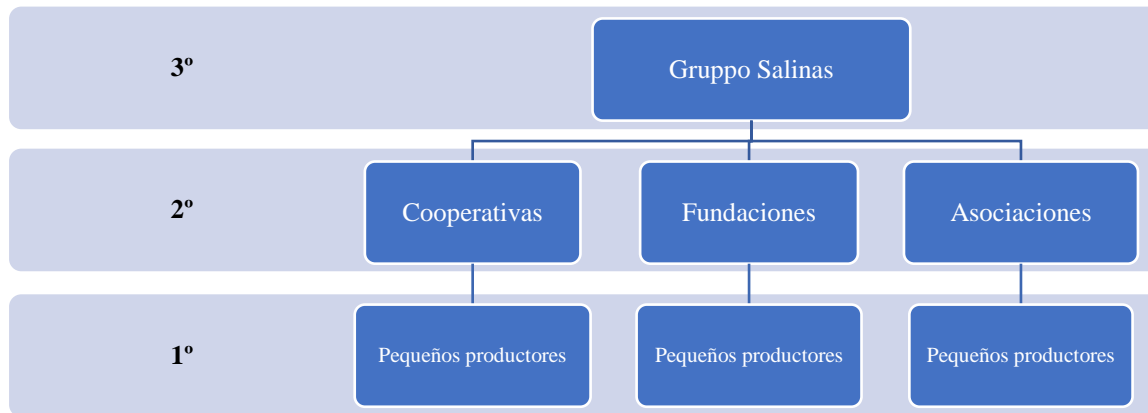 3º
Gruppo Salinas
2º
Cooperativas
Fundaciones
Asociaciones
1º
Pequeños productores
Pequeños productores
Pequeños productores